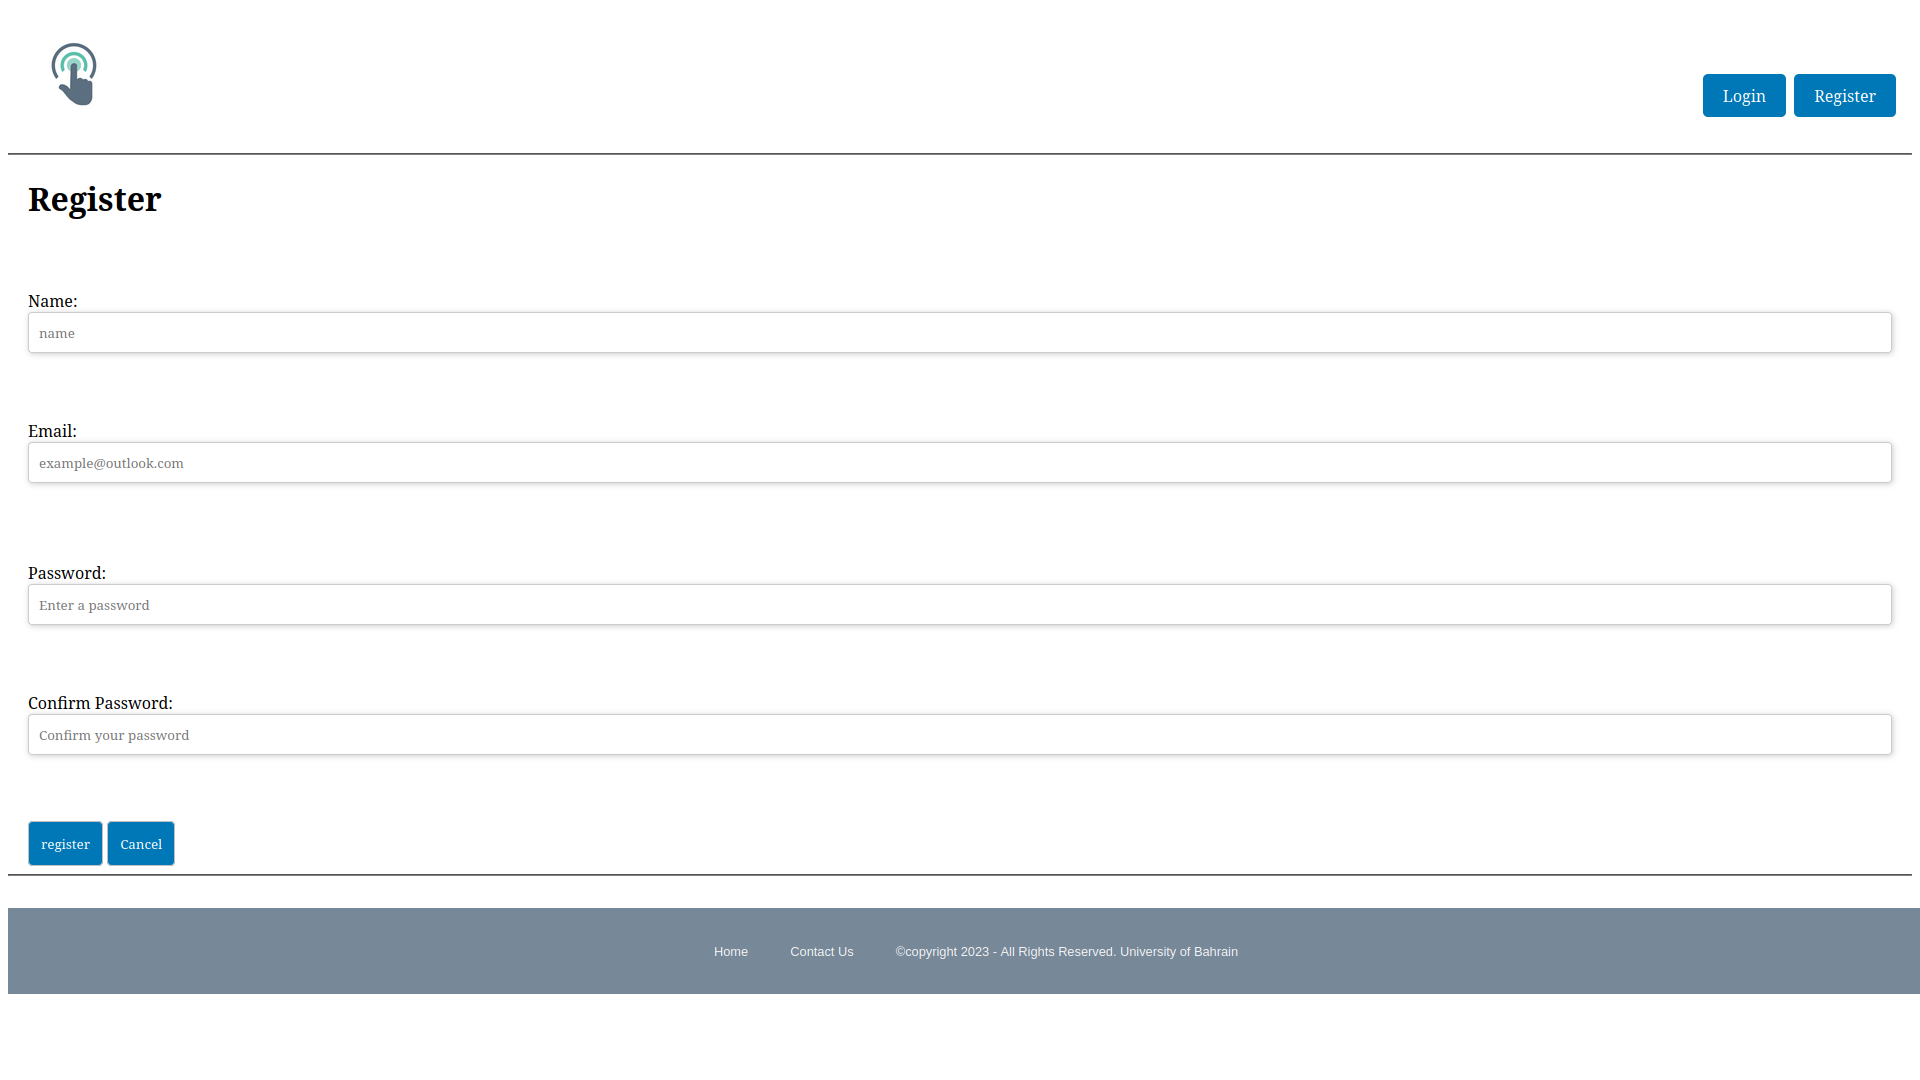 Login Register
Register
Name:
name
Email:
example@outlook.com
Password:
Enter a password
Confirm Password:
Confirm your password
register Cancel
Home Contact Us ©copyright 2023 - All Rights Reserved. University of Bahrain